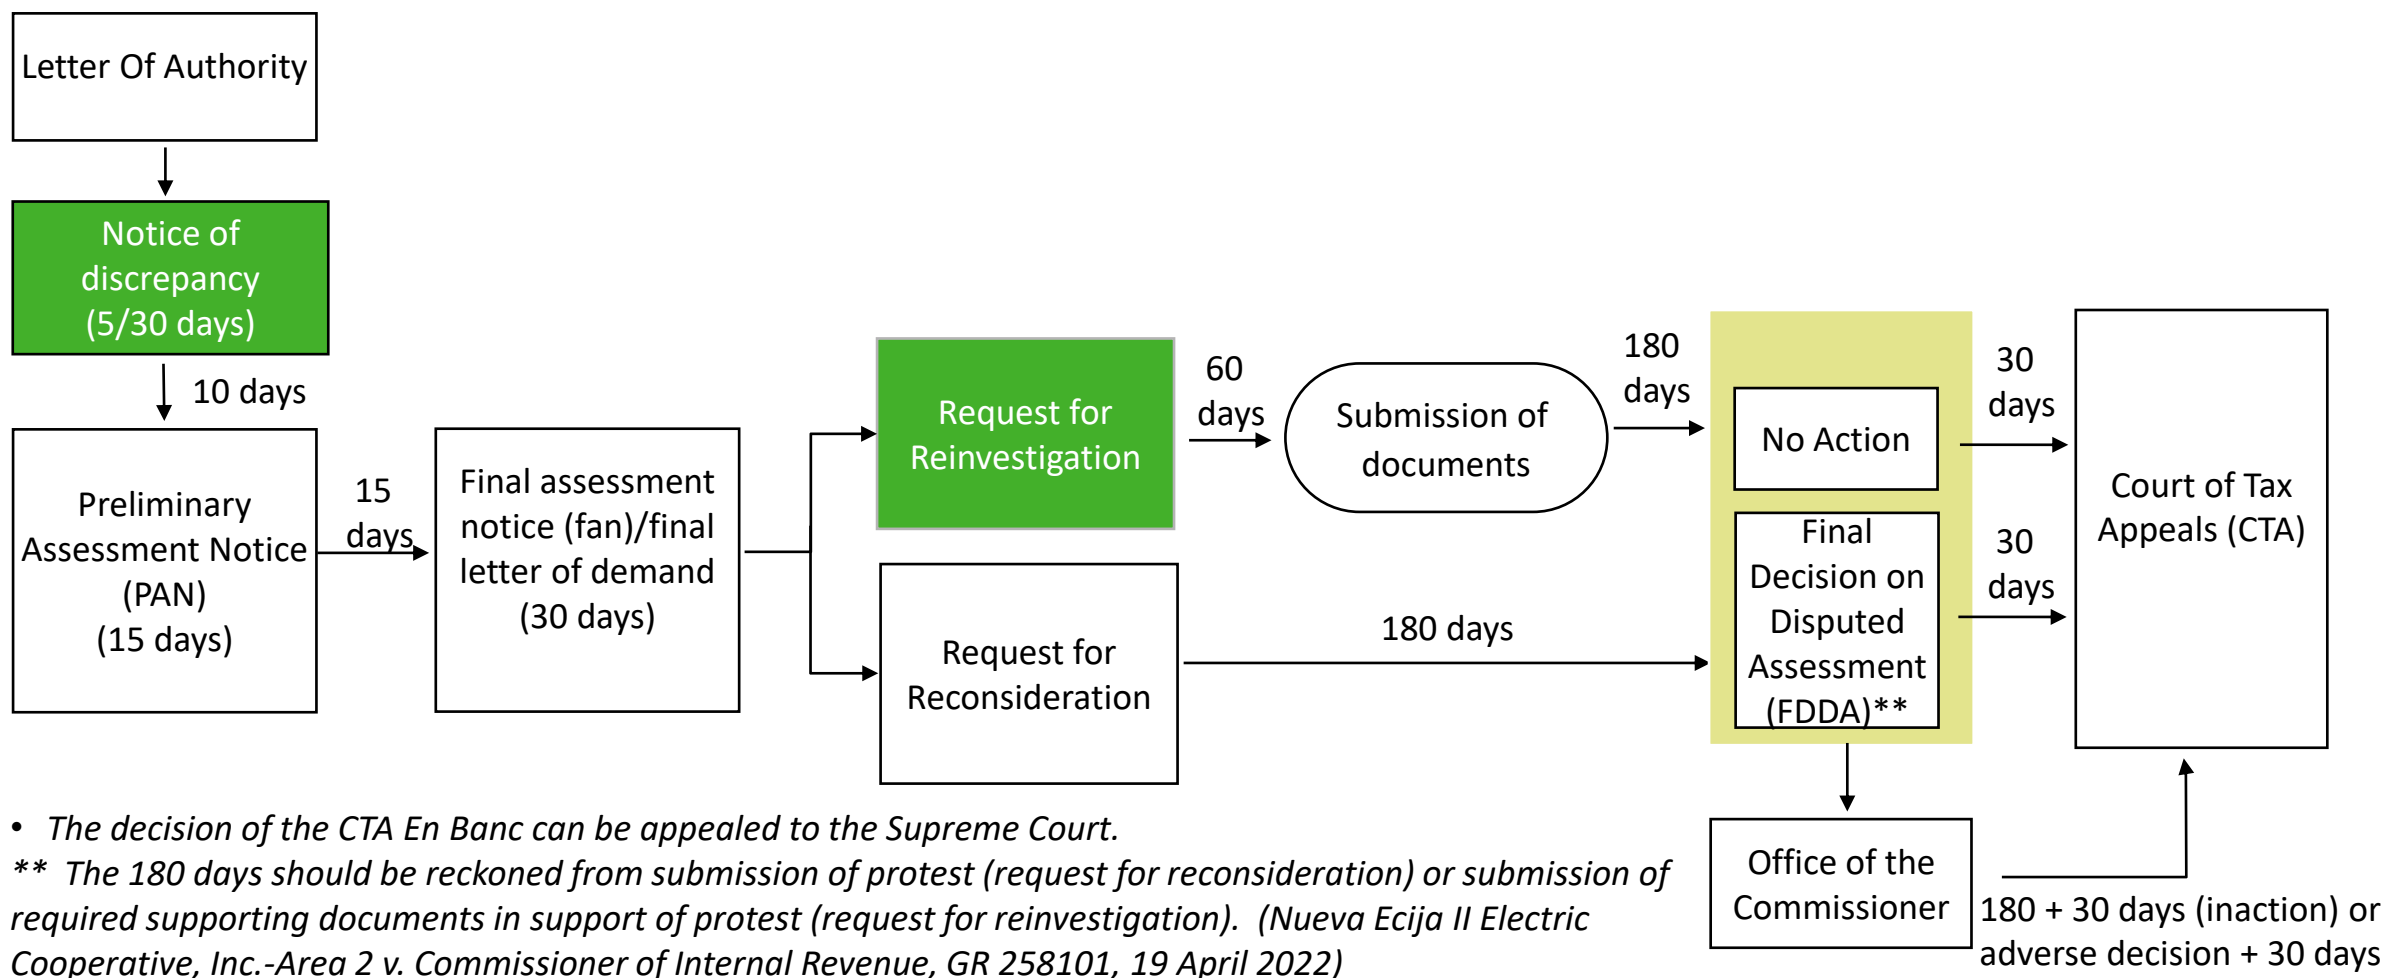 Letter Of Authority
Notice of
discrepancy
(5/30 days)
10 days
Preliminary
Assessment Notice
(PAN)
(15 days)
15
days
Final assessment
notice (fan)/final
letter of demand
(30 days)
Request for
Reinvestigation
60
days
Submission of
documents
180
days
Request for
Reconsideration
180 days
No Action
Final
Decision on
Disputed
Assessment
(FDDA)**
30
days
30
days
Court of Tax
Appeals (CTA)
Office of the
Commissioner
180 + 30 days (inaction) or
adverse decision + 30 days
• The decision of the CTA En Banc can be appealed to the Supreme Court.
** The 180 days should be reckoned from submission of protest (request for reconsideration) or submission of
required supporting documents in support of protest (request for reinvestigation). (Nueva Ecija II Electric
Cooperative, Inc.-Area 2 v. Commissioner of Internal Revenue, GR 258101, 19 April 2022)